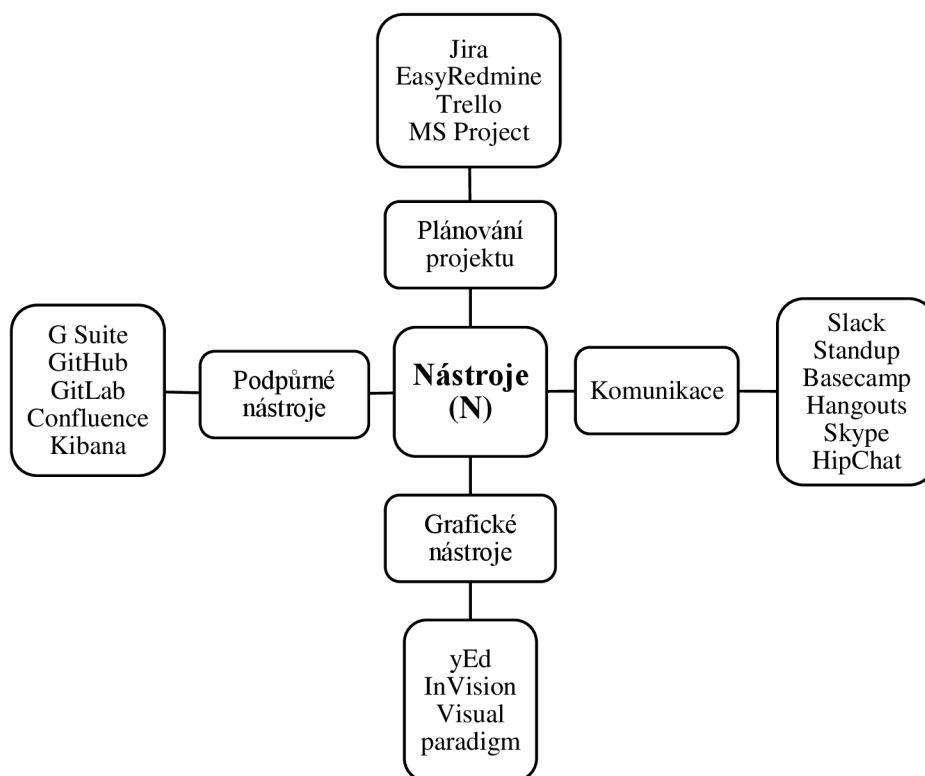 Jira
EasyRedmine
Trello
MS Project
Plánování
projektu
G Suite
GitHub
GitLab
Confluence
Kibana
Podpůrné
nástroje
Nástroje
(N)
Komunikace
Slack
Standup
Basecamp
Hangouts
Skype
HipChat
Grafické
nástroje
yEd
InVision
Visual
paradigm